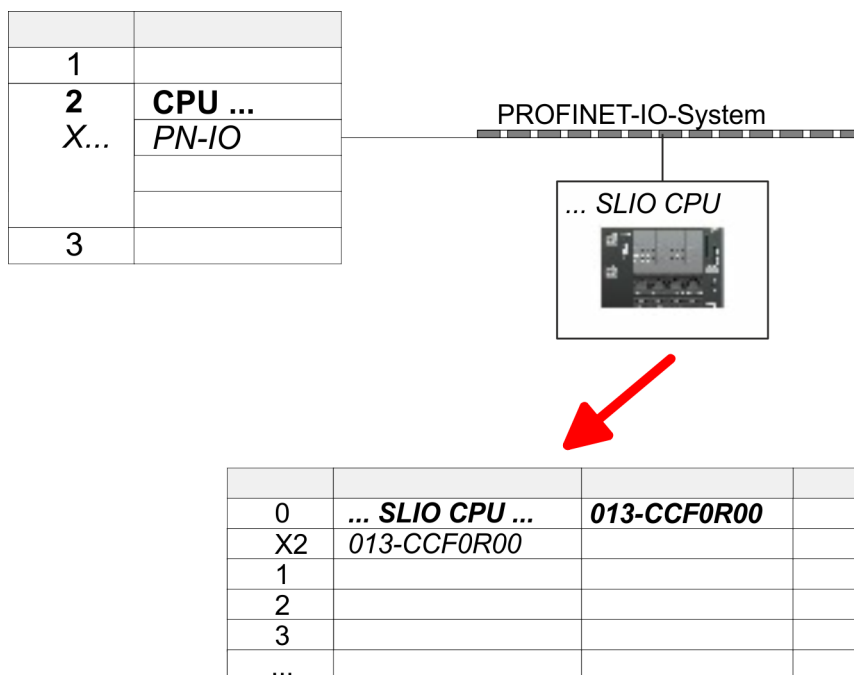 1
2 CPU ...
X... PN-IO
3
PROFINET-IO-System
... SLIO CPU
0 ... SLIO CPU ... 013-CCF0R00
X2 013-CCF0R00
1
2
3
...